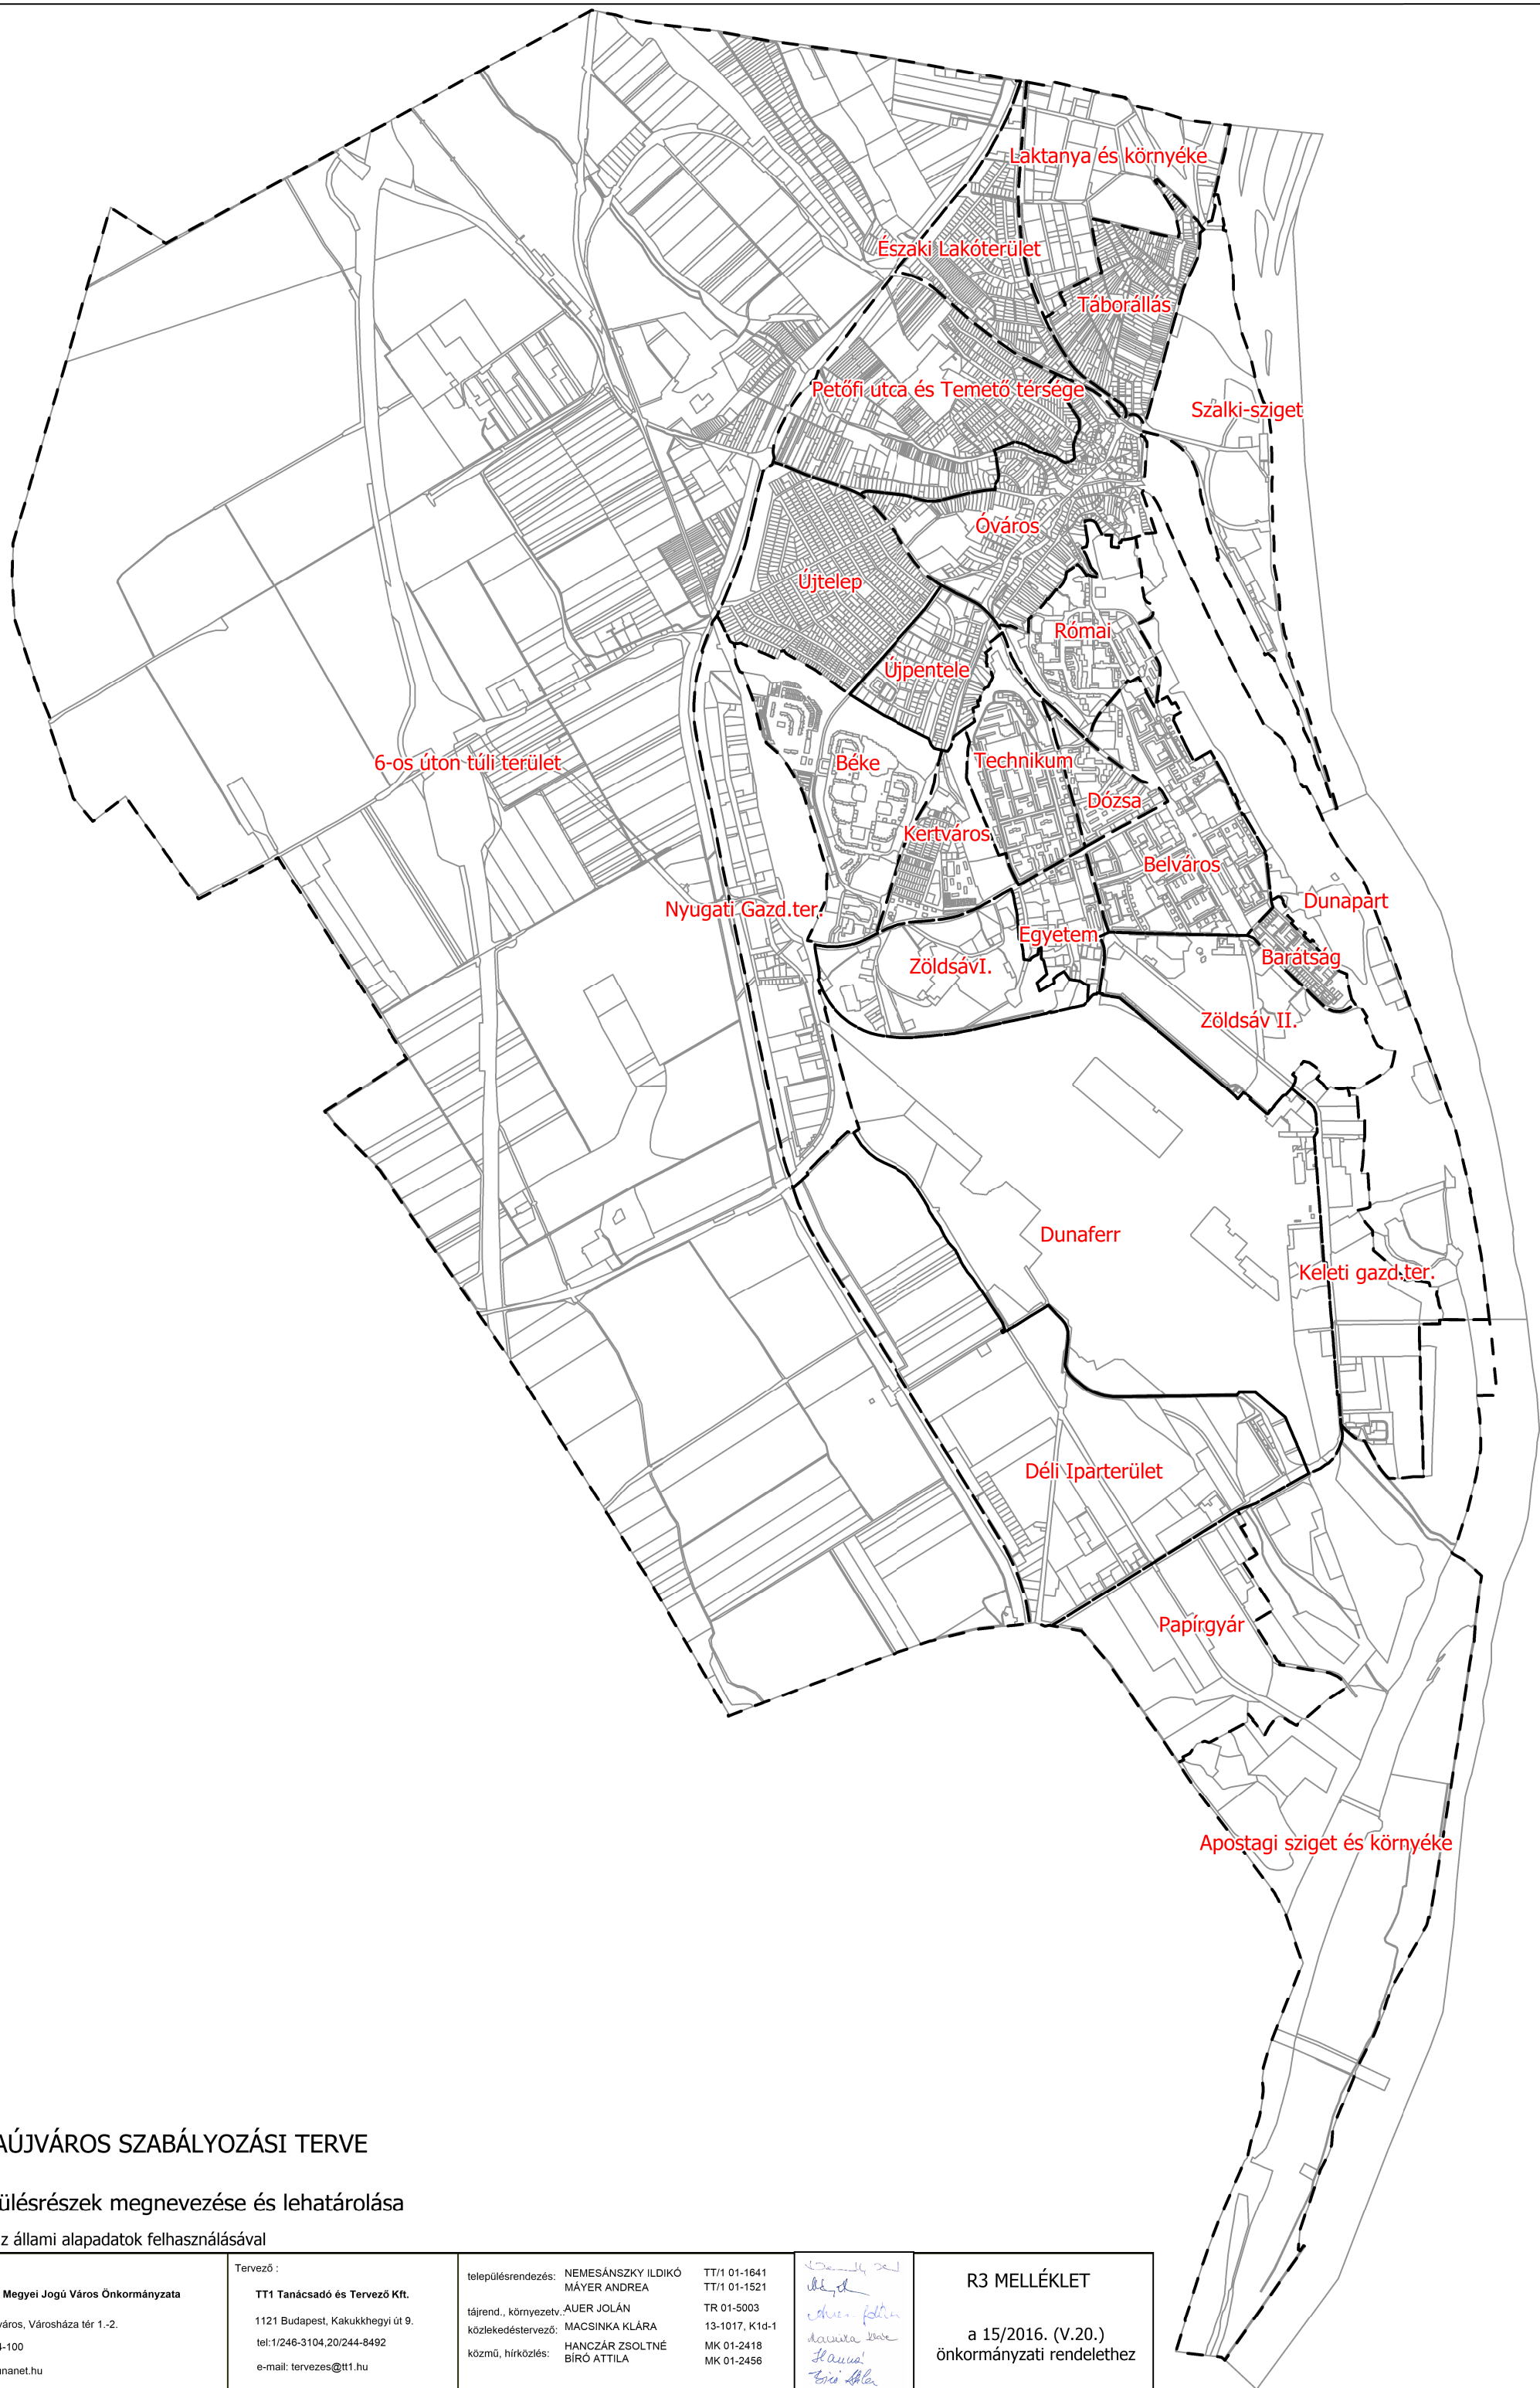 Laktanya és környéke
Északi Lakóterület
Táborállás
Petőfi utca és Temető térsége
Szalki-sziget
Óváros
Újtelep
Római
Újpentele
6-os úton túli terület
Béke
Technikum
Dózsa
Kertváros
Belváros
Dunapart
Nyugati Gazd.ter.
Egyetem
Barátság
ZöldsávI.
Zöldsáv II.
Dunaferr
Keleti gazd.ter.
Déli Iparterület
Papírgyár
Apostagi sziget és környéke
AÚJVÁROS SZABÁLYOZÁSI TERVE
ülésrészek megnevezése és lehatárolása
z állami alapadatok felhasználásával
Megyei Jogú Város Önkormányzata
város, Városháza tér 1.-2.
4-100
unanet.hu
Tervező :
TT1 Tanácsadó és Tervező Kft.
1121 Budapest, Kakukkhegyi út 9.
tel:1/246-3104,20/244-8492
e-mail: tervezes@tt1.hu
településrendezés: NEMESÁNSZKY ILDIKÓ TT/1 01-1641
MÁYER ANDREA TT/1 01-1521
tájrend., környezetv.: AUER JOLÁN TR 01-5003
közlekedéstervező: MACSINKA KLÁRA 13-1017, K1d-1
közmű, hírközlés: HANCZÁR ZSOLTNÉ MK 01-2418
BÍRÓ ATTILA MK 01-2456
R3 MELLÉKLET
a 15/2016. (V.20.)
önkormányzati rendelethez